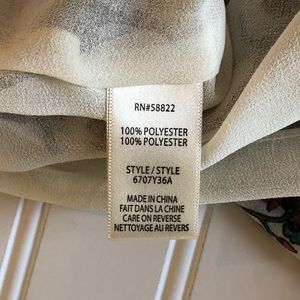 RN#58822
100% POLYESTER
100% POLYESTER
STYLE / STYLE
6707Y36A
MADE IN CHINA
FAIT DANS LA CHINE
CARE ON REVERSE
NETTOYAGE AU REVERS